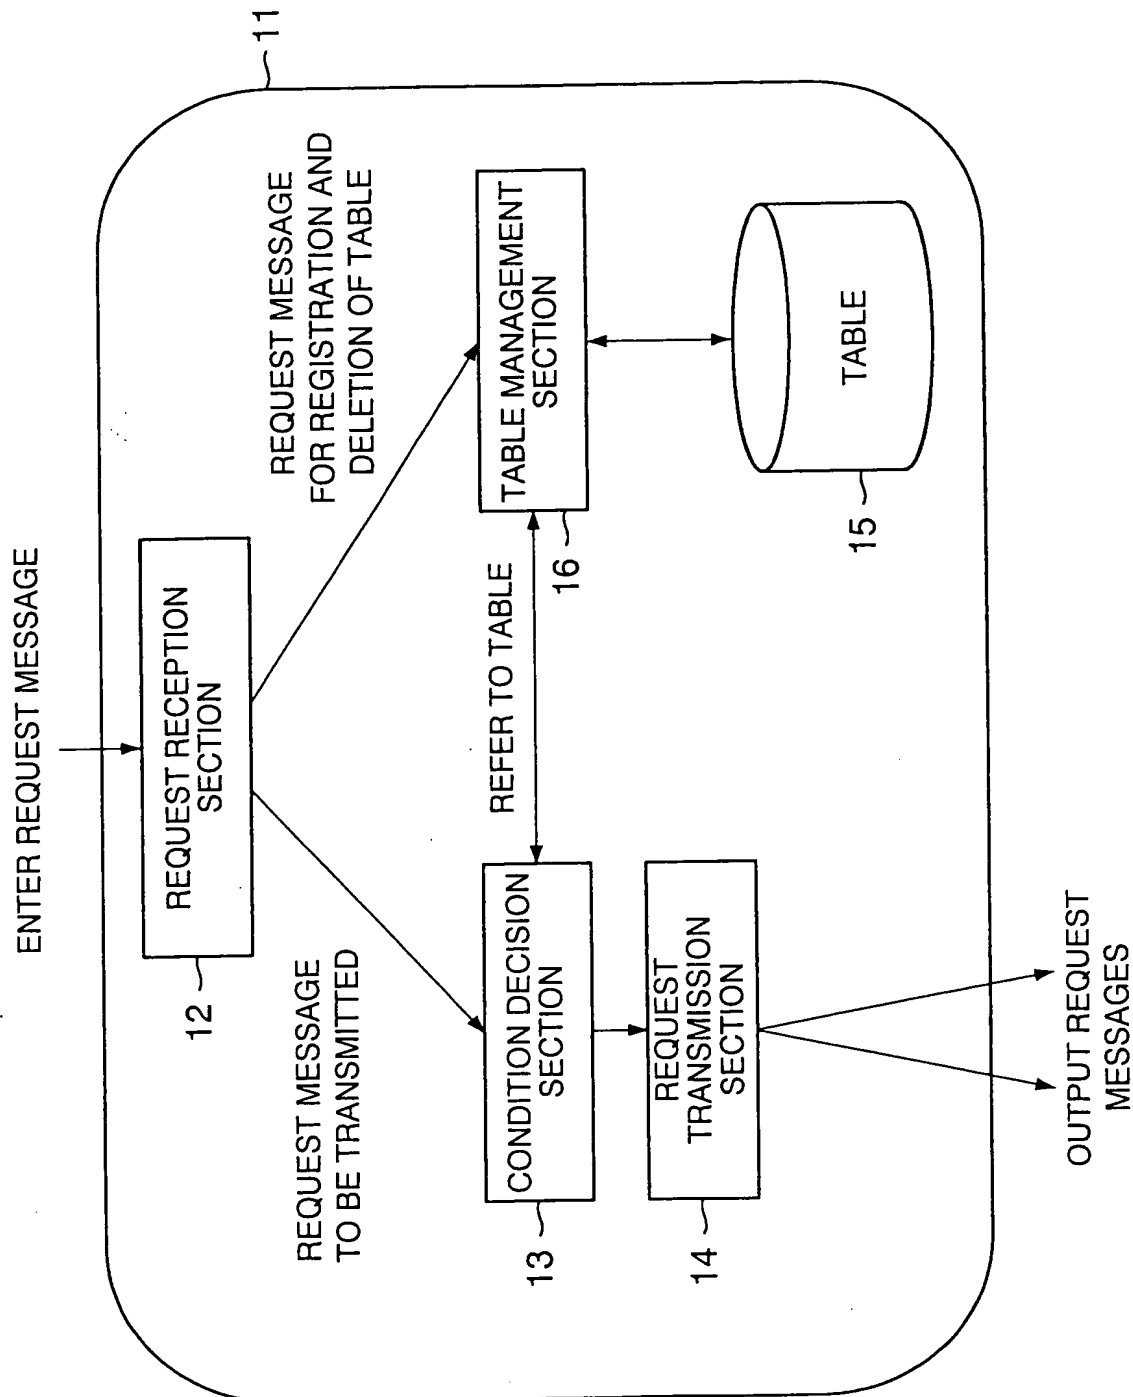 11
ENTER REQUEST MESSAGE
REQUEST RECEPTION
SECTION
12
REQUEST MESSAGE
TO BE TRANSMITTED
REQUEST MESSAGE
FOR REGISTRATION AND
DELETION OF TABLE
CONDITION DECISION
SECTION
13
REFER TO TABLE
TABLE MANAGEMENT
SECTION
16
REQUEST
TRANSMISSION
SECTION
14
TABLE
15
OUTPUT REQUEST
MESSAGES